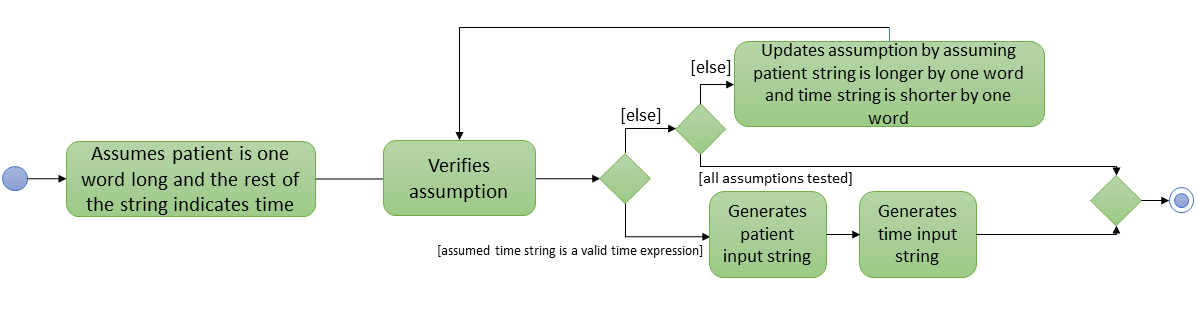 Assumes patient is one
word long and the rest of
the string indicates time
Verifies
assumption
[else]
[else]
Updates assumption by assuming
patient string is longer by one word
and time string is shorter by one
word
[all assumptions tested]
[assumed time string is a valid time expression]
Generates
patient
input string
Generates
time input
string